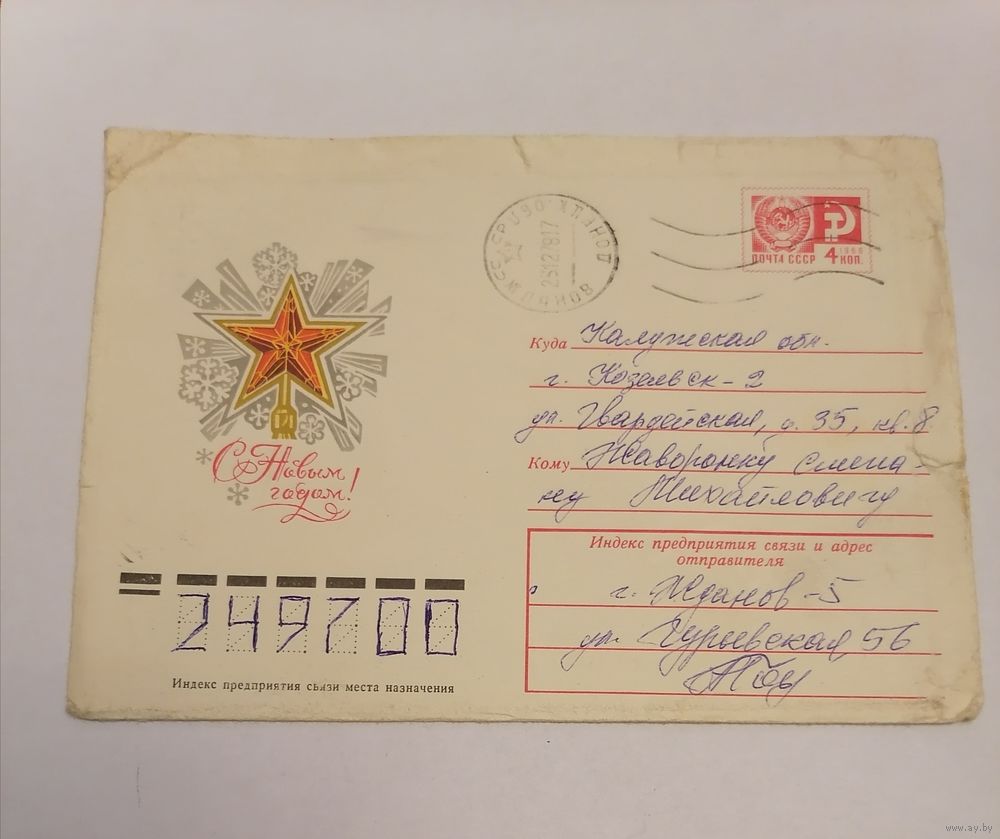 ПОЧТА СССР 4 КОП.
1966
23127817
Куда Калужская обл.
г. Козельск-2
ул. Гвардейская, д. 35, кв. 8.
Кому Жаворонку Степа-
ну Михайловичу
С Новым
годом!
Индекс предприятия связи и адрес
отправителя
г. Жданов-5
ул. Гурьевская 56
249700
Индекс предприятия связи места назначения
www.ay.by